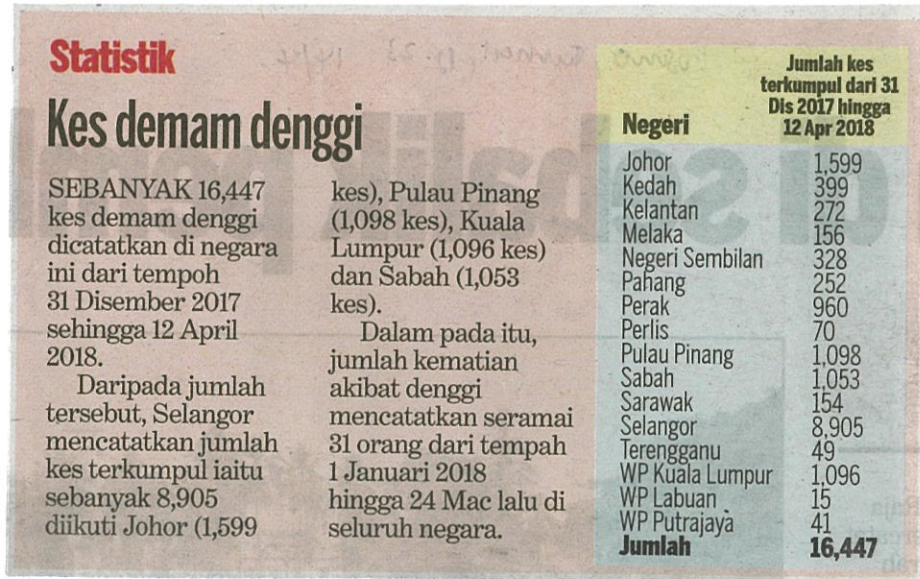 Statistik
Kes demam denggi
SEBANYAK 16,447
kes demam denggi
dicatatkan di negara
ini dari tempoh
31 Disember 2017
sehingga 12 April
2018.
Daripada jumlah
tersebut, Selangor
mencatatkan jumlah
kes terkumpul iaitu
sebanyak 8,905
diikuti Johor (1,599
kes), Pulau Pinang
(1,098 kes), Kuala
Lumpur (1,096 kes)
dan Sabah (1,053
kes).
Dalam pada itu,
jumlah kematian
akibat denggi
mencatatkan seramai
31 orang dari tempah
1 Januari 2018
hingga 24 Mac lalu di
seluruh negara.
Jumlah kes
terkumpul dari 31
Dis 2017 hingga
Negeri 12 Apr 2018
Johor 1,599
Kedah 399
Kelantan 272
Melaka 156
Negeri Sembilan 328
Pahang 252
Perak 960
Perlis 70
Pulau Pinang 1,098
Sabah 1,053
Sarawak 154
Selangor 8,905
Terengganu 49
WP Kuala Lumpur 1,096
WP Labuan 15
WP Putrajaya 41
Jumlah 16,447